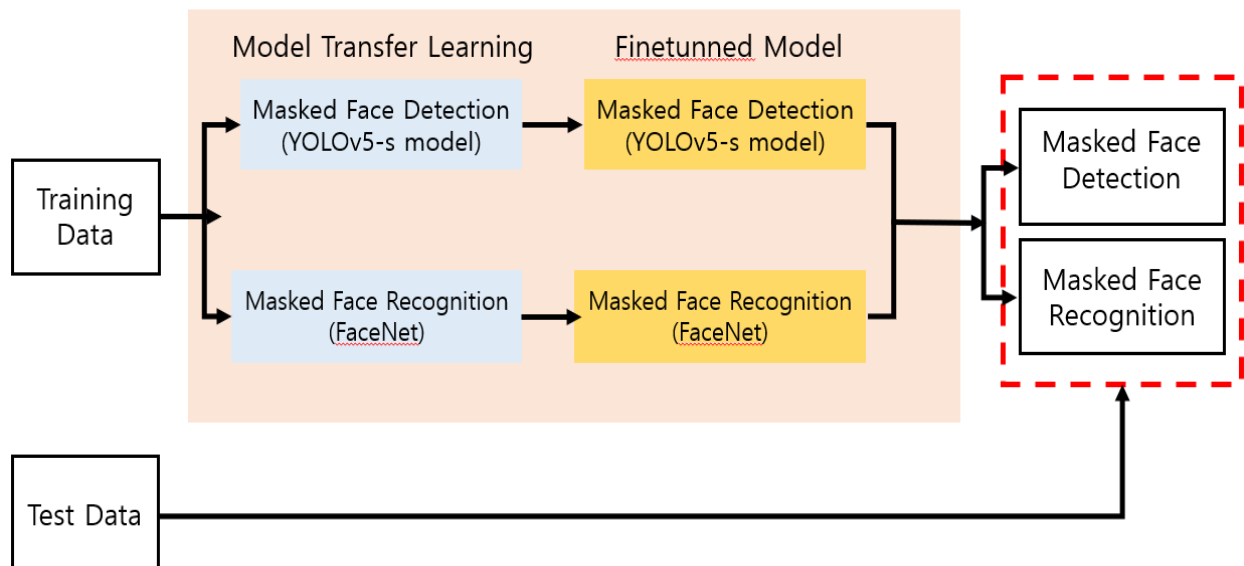 Model Transfer Learning
Finetunned Model
Masked Face Detection
(YOLOv5-s model)
Masked Face Detection
(YOLOv5-s model)
Masked Face
Detection
Training
Data
Masked Face Recognition
(FaceNet)
Masked Face Recognition
(FaceNet)
Masked Face
Recognition
Test Data